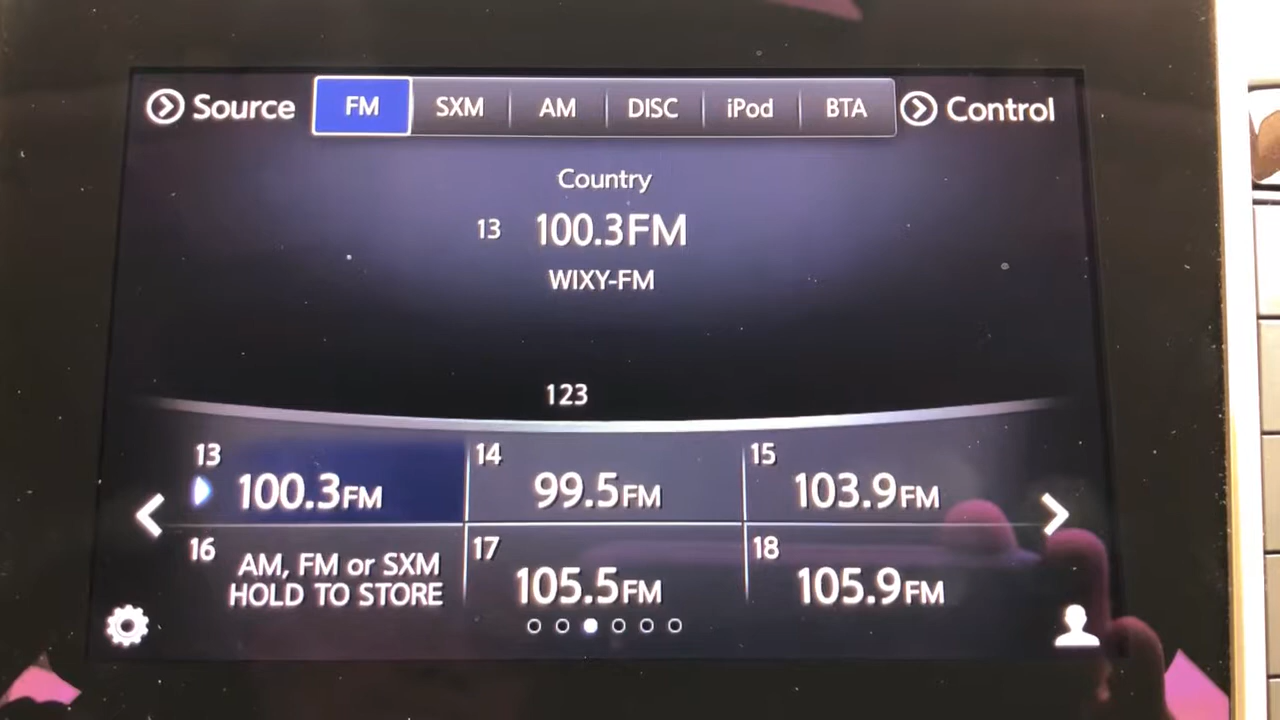 Source FM SXM AM DISC iPod BTA Control
Country
13 100.3FM
WIXY-FM
123
13 100.3FM 14 99.5FM 15 103.9FM
16 AM, FM or SXM HOLD TO STORE 17 105.5FM 18 105.9FM